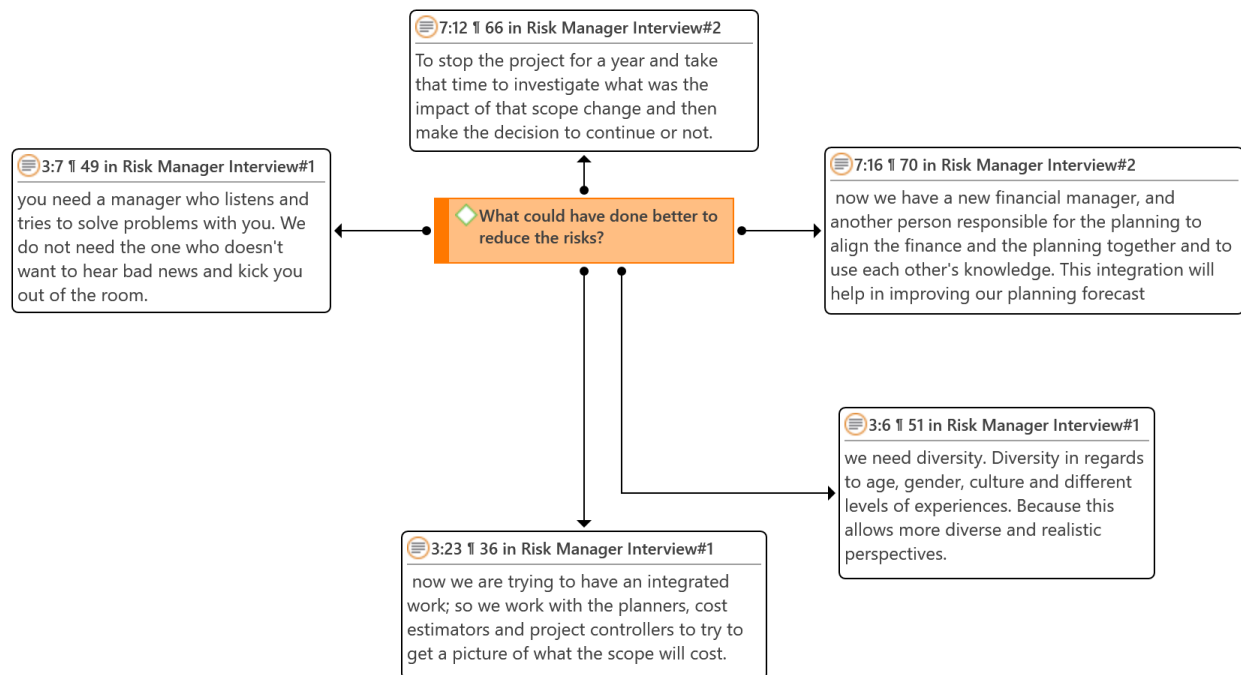 7:12 ¶ 66 in Risk Manager Interview#2
To stop the project for a year and take
that time to investigate what was the
impact of that scope change and then
make the decision to continue or not.
3:7 ¶ 49 in Risk Manager Interview#1
you need a manager who listens and
tries to solve problems with you. We
do not need the one who doesn't
want to hear bad news and kick you
out of the room.
What could have done better to
reduce the risks?
7:16 ¶ 70 in Risk Manager Interview#2
now we have a new financial manager, and
another person responsible for the planning to
align the finance and the planning together and to
use each other's knowledge. This integration will
help in improving our planning forecast
3:6 ¶ 51 in Risk Manager Interview#1
we need diversity. Diversity in regards
to age, gender, culture and different
levels of experiences. Because this
allows more diverse and realistic
perspectives.
3:23 ¶ 36 in Risk Manager Interview#1
now we are trying to have an integrated
work; so we work with the planners, cost
estimators and project controllers to try to
get a picture of what the scope will cost.